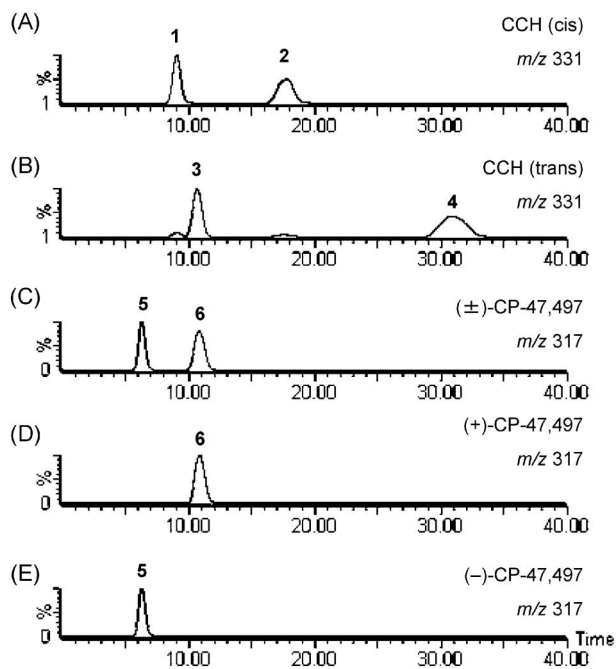 (A)
1
2
CCH (cis)
m/z 331
%
1
10.00 20.00 30.00 40.00
(B)
3
4
CCH (trans)
m/z 331
%
1
10.00 20.00 30.00 40.00
(C)
5
6
(±)-CP-47,497
m/z 317
%
0
10.00 20.00 30.00 40.00
(D)
6
(+)-CP-47,497
m/z 317
%
0
10.00 20.00 30.00 40.00
(E)
5
(−)-CP-47,497
m/z 317
%
0
Time
10.00 20.00 30.00 40.00